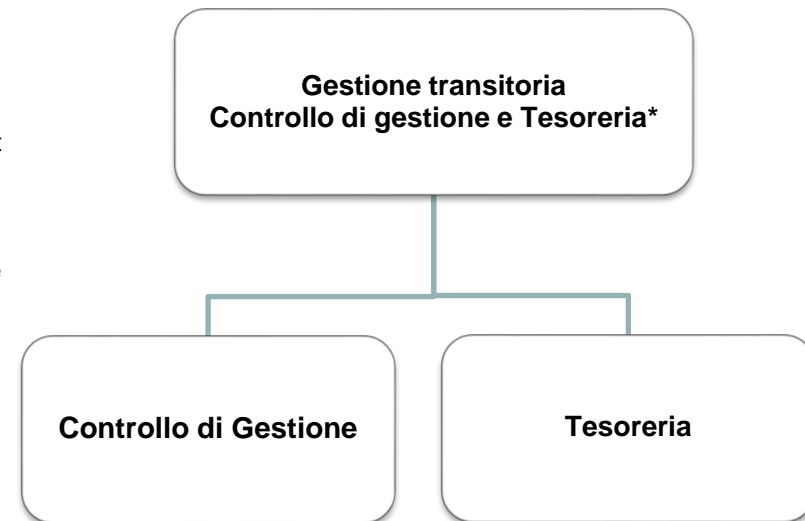 Gestione transitoria
Controllo di gestione e Tesoreria*
Controllo di Gestione
Tesoreria